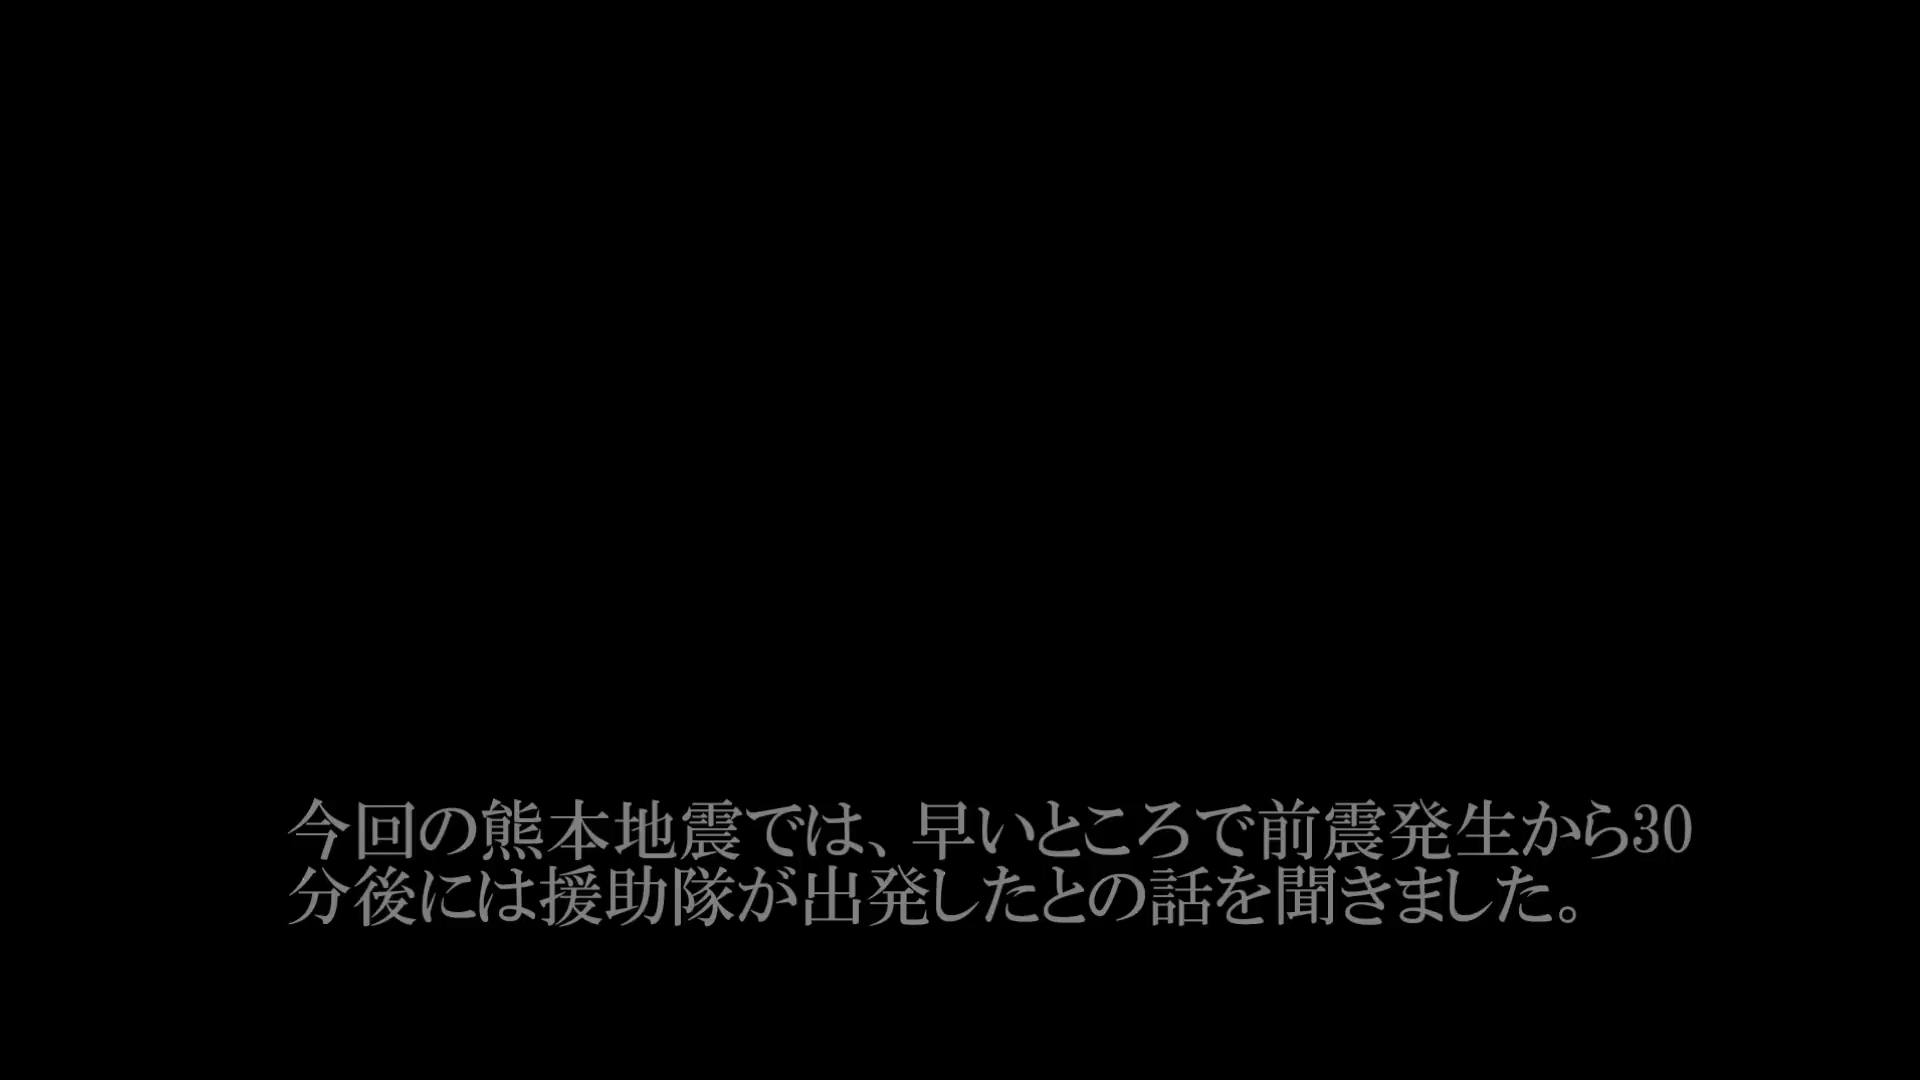 今回の熊本地震では、早いところで前震発生から30
分後には援助隊が出発したとの話を聞きました。